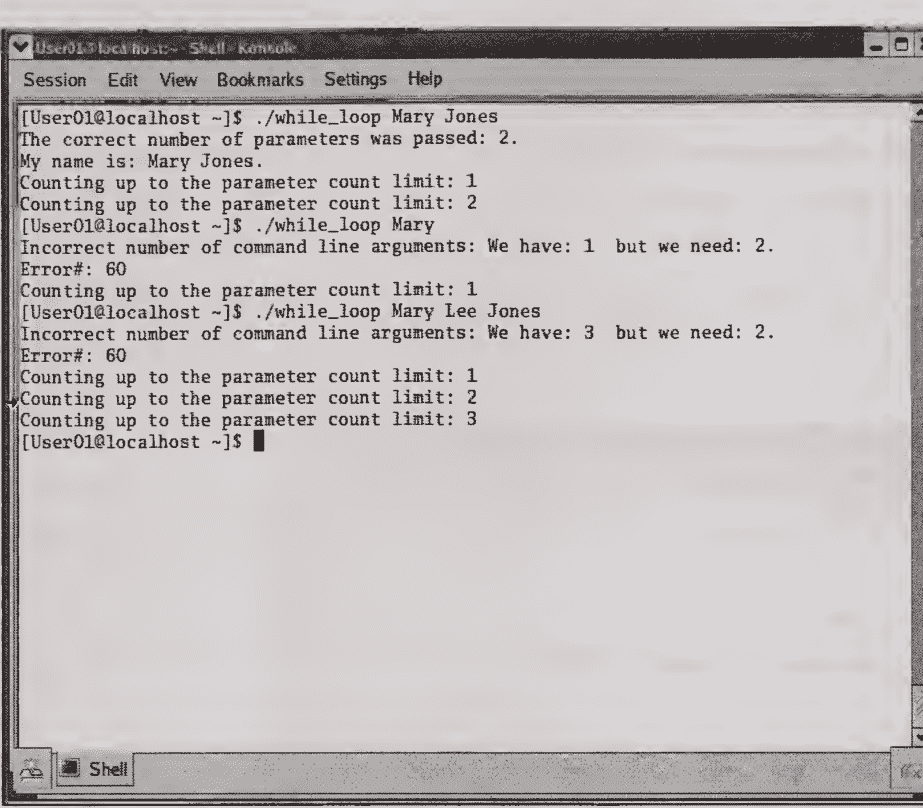 User01@localhost:~ - Shell - Konsole
Session Edit View Bookmarks Settings Help
[User01@localhost ~]$ ./while_loop Mary Jones
The correct number of parameters was passed: 2.
My name is: Mary Jones.
Counting up to the parameter count limit: 1
Counting up to the parameter count limit: 2
[User01@localhost ~]$ ./while_loop Mary
Incorrect number of command line arguments: We have: 1  but we need: 2.
Error#: 60
Counting up to the parameter count limit: 1
[User01@localhost ~]$ ./while_loop Mary Lee Jones
Incorrect number of command line arguments: We have: 3  but we need: 2.
Error#: 60
Counting up to the parameter count limit: 1
Counting up to the parameter count limit: 2
Counting up to the parameter count limit: 3
[User01@localhost ~]$
Shell